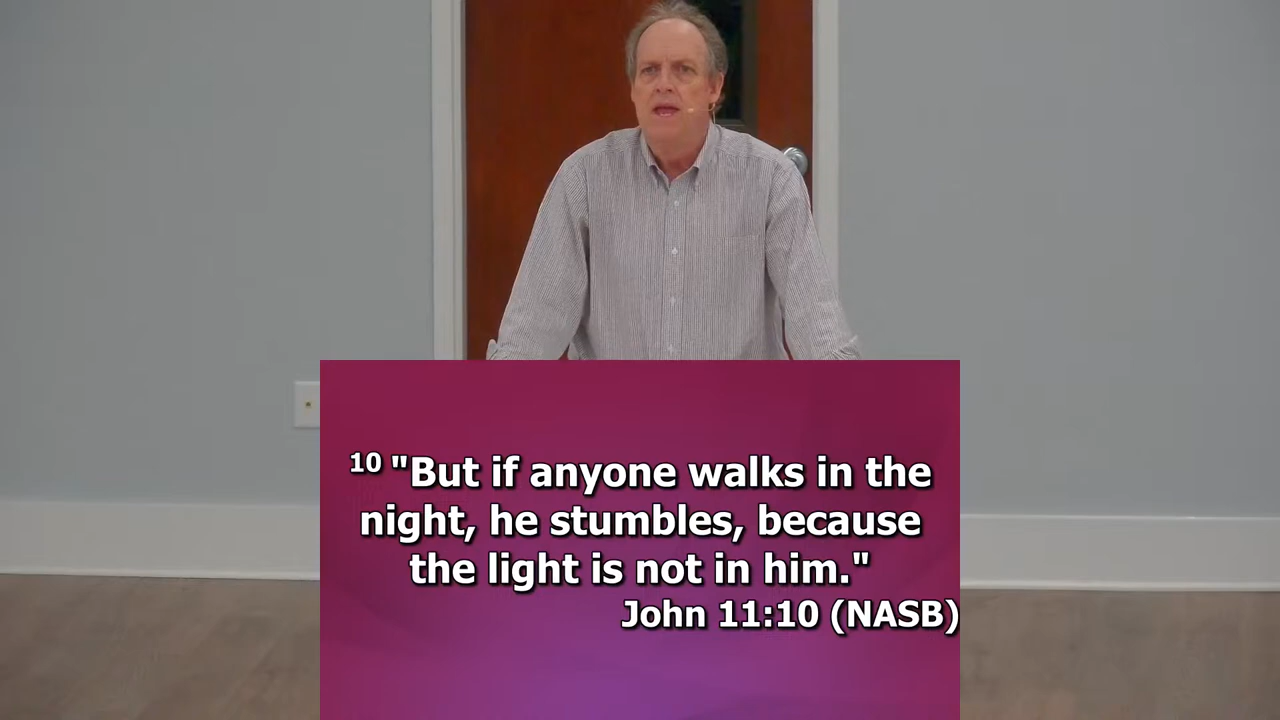 10 "But if anyone walks in the
night, he stumbles, because
the light is not in him."
John 11:10 (NASB)